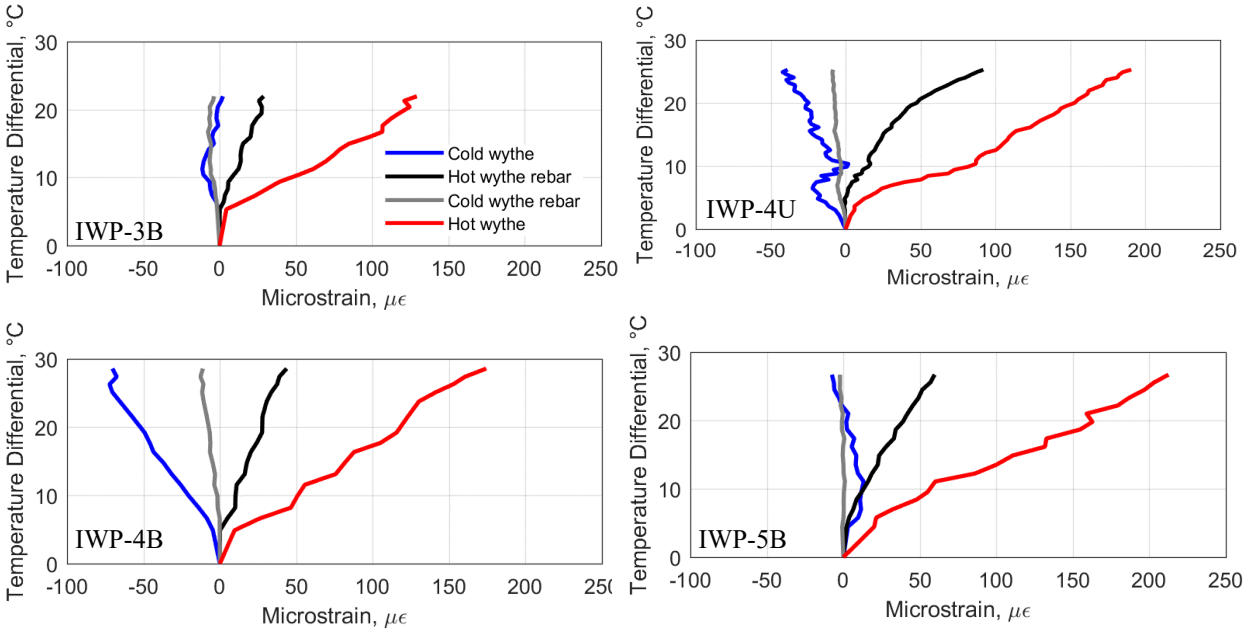 Temperature Differential, °C
30
20
10
0
-100 -50 0 50 100 150 200 250
Microstrain, με
IWP-3B
Cold wythe
Hot wythe rebar
Cold wythe rebar
Hot wythe
Temperature Differential, °C
30
20
10
0
-100 -50 0 50 100 150 200 250
Microstrain, με
IWP-4U
Temperature Differential, °C
30
20
10
0
-100 -50 0 50 100 150 200 250
Microstrain, με
IWP-4B
Temperature Differential, °C
30
20
10
0
-100 -50 0 50 100 150 200 250
Microstrain, με
IWP-5B